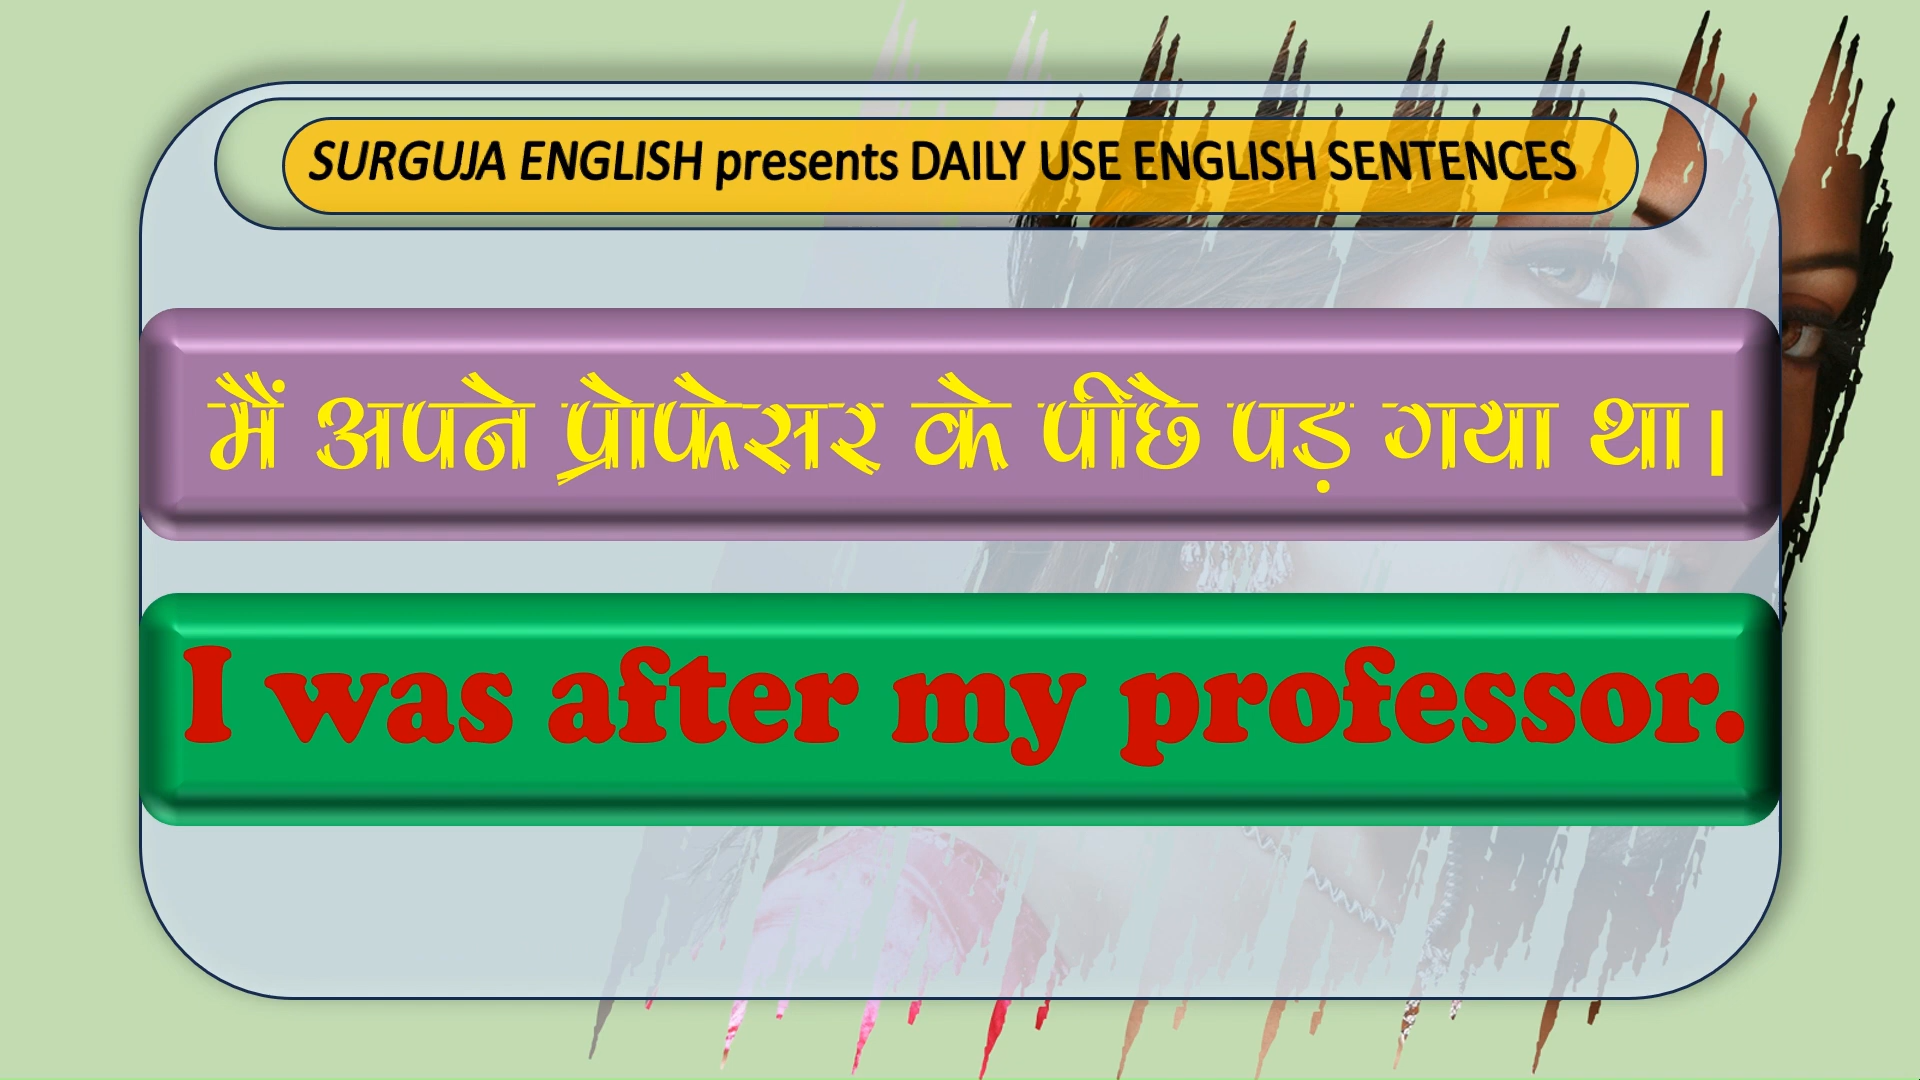 SURGUJA ENGLISH presents DAILY USE ENGLISH SENTENCES
मैं अपने प्रोफेसर के पीछे पड़ गया था।
I was after my professor.